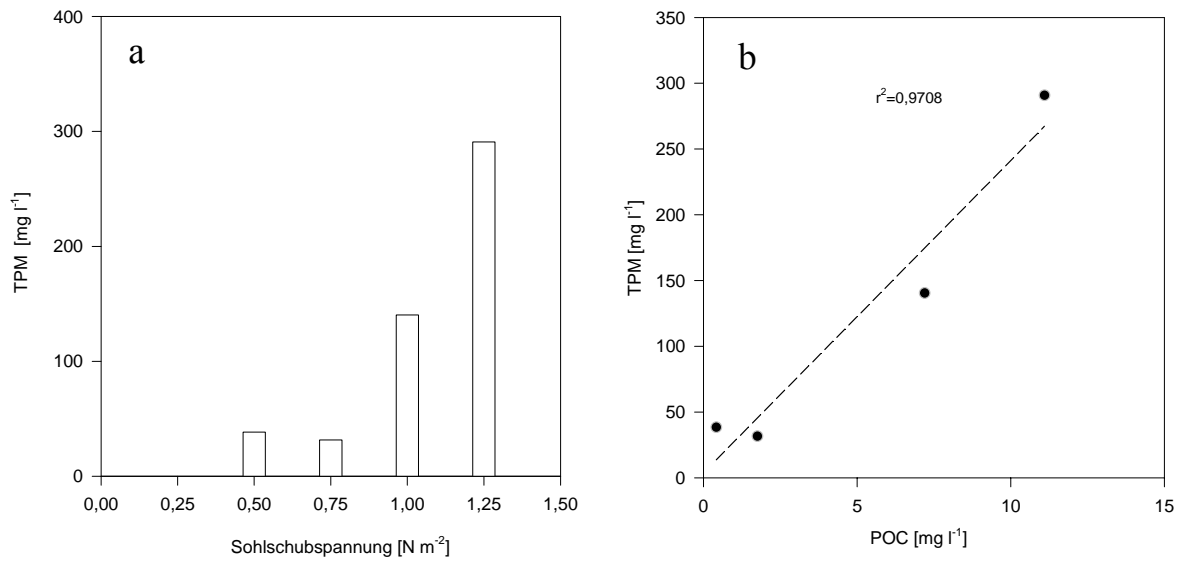 a
400
300
200
100
0
TPM [mg l⁻¹]
0,00 0,25 0,50 0,75 1,00 1,25 1,50
Sohlschubspannung [N m⁻²]
b
r²=0,9708
350
300
250
200
150
100
50
0
TPM [mg l⁻¹]
0 5 10 15
POC [mg l⁻¹]